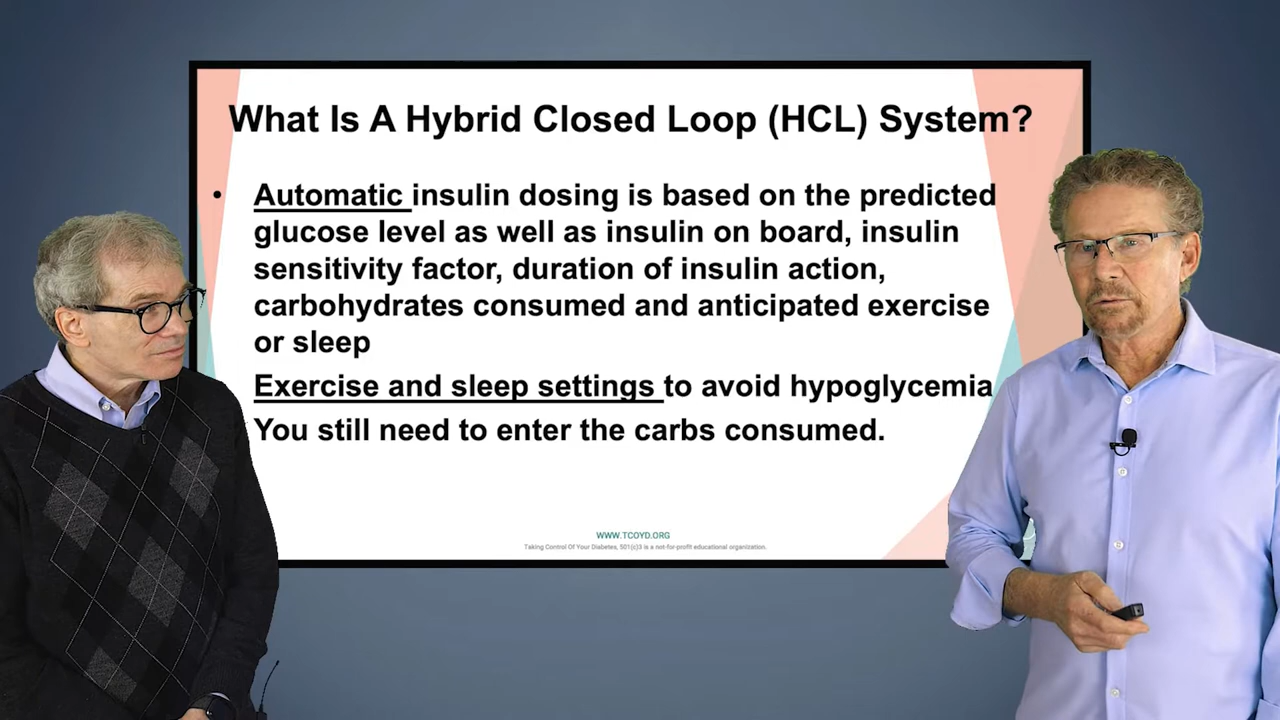 What Is A Hybrid Closed Loop (HCL) System?
• Automatic insulin dosing is based on the predicted
glucose level as well as insulin on board, insulin
sensitivity factor, duration of insulin action,
carbohydrates consumed and anticipated exercise
or sleep
Exercise and sleep settings to avoid hypoglycemia
You still need to enter the carbs consumed.
WWW.TCOYD.ORG
Taking Control Of Your Diabetes, 501(c)3 is a not-for-profit educational organization.